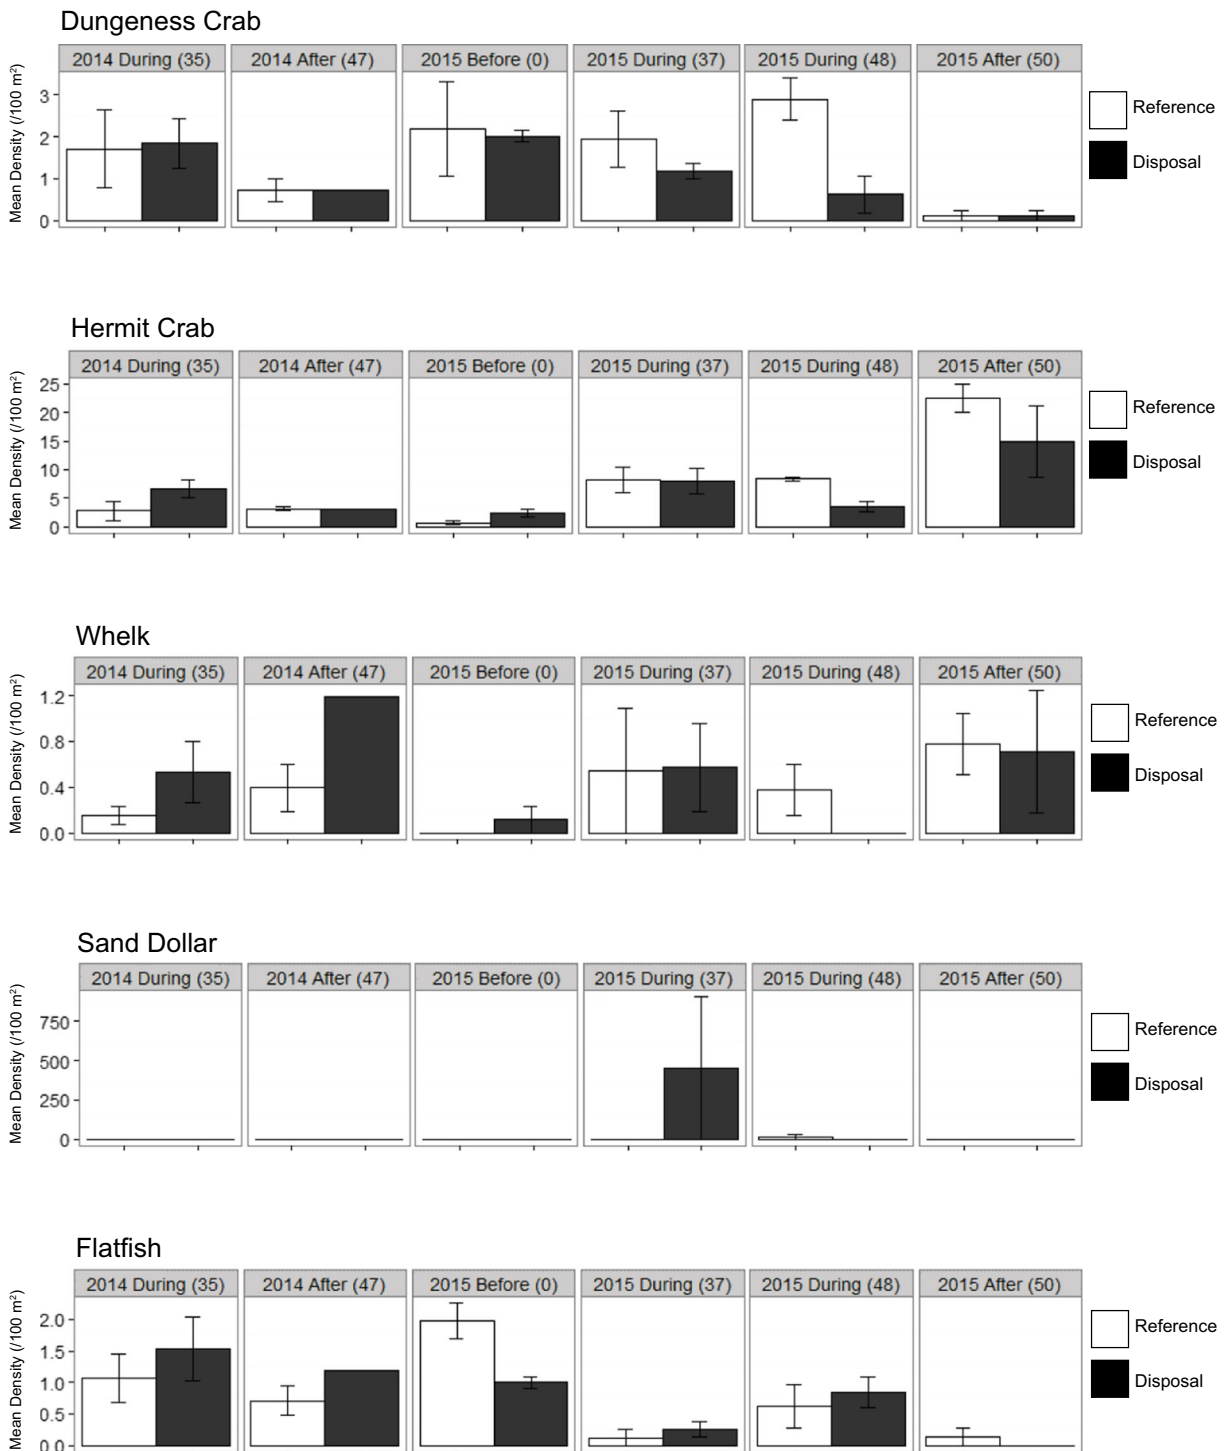 Dungeness Crab
2014 During (35) 2014 After (47) 2015 Before (0) 2015 During (37) 2015 During (48) 2015 After (50)
Mean Density (/100 m²)
3
2
1
0
Reference
Disposal
Hermit Crab
2014 During (35) 2014 After (47) 2015 Before (0) 2015 During (37) 2015 During (48) 2015 After (50)
Mean Density (/100 m²)
25
20
15
10
5
0
Reference
Disposal
Whelk
2014 During (35) 2014 After (47) 2015 Before (0) 2015 During (37) 2015 During (48) 2015 After (50)
Mean Density (/100 m²)
1.2
0.8
0.4
0.0
Reference
Disposal
Sand Dollar
2014 During (35) 2014 After (47) 2015 Before (0) 2015 During (37) 2015 During (48) 2015 After (50)
Mean Density (/100 m²)
750
500
250
0
Reference
Disposal
Flatfish
2014 During (35) 2014 After (47) 2015 Before (0) 2015 During (37) 2015 During (48) 2015 After (50)
Mean Density (/100 m²)
2.0
1.5
1.0
0.5
0.0
Reference
Disposal